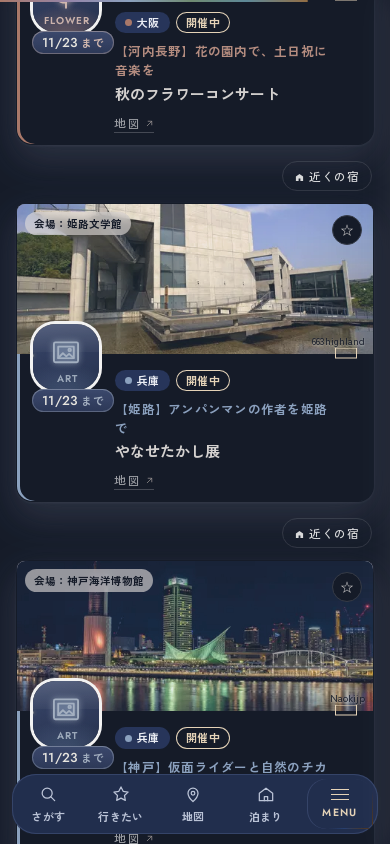 FLOWER
11/23 まで
大阪
開催中
【河内長野】花の園内で、土日祝に
音楽を
秋のフラワーコンサート
地図
近くの宿
会場：姫路文学館
663highland
ART
11/23 まで
兵庫
開催中
【姫路】アンパンマンの作者を姫路
で
やなせたかし展
地図
近くの宿
会場：神戸海洋博物館
Naokijp
ART
11/23 まで
兵庫
開催中
【神戸】仮面ライダーと自然のチカ
さがす
行きたい
地図
泊まり
MENU
地図